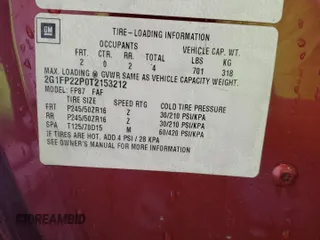 GM
TIRE-LOADING INFORMATION
OCCUPANTS VEHICLE CAP. WT.
FRT. CTR. RR. TOTAL LBS KG
2 0 2 4 701 318
MAX. LOADING @ GVWR SAME AS VEHICLE CAPACITY WEIGHT.
2G1FP22P0T2153212
MODEL: FP87 FAF
TIRE SIZE SPEED RTG COLD TIRE PRESSURE
FRT P245/50ZR16 Z 30/210 PSI/KPA
RR P245/50ZR16 Z 30/210 PSI/KPA
SPA T125/70D15 M 60/420 PSI/KPA
IF TIRES ARE HOT, ADD 4 PSI / 28 KPA
SEE OWNER'S MANUAL FOR MORE INFORMATION
DREAMBID